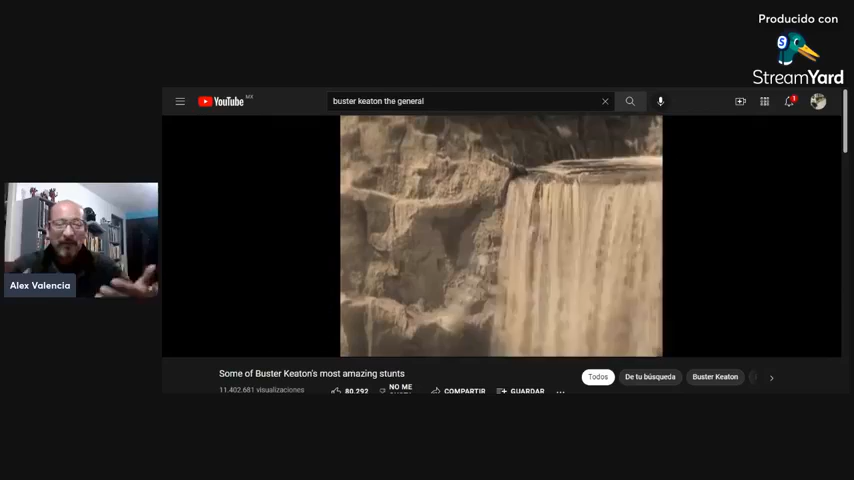 Producido con
StreamYard
YouTube MX
buster keaton the general
1
Alex Valencia
Some of Buster Keaton's most amazing stunts
Todos
De tu búsqueda
Buster Keaton
11,402,681 visualizaciones
80,292
NO ME
COMPARTIR
GUARDAR